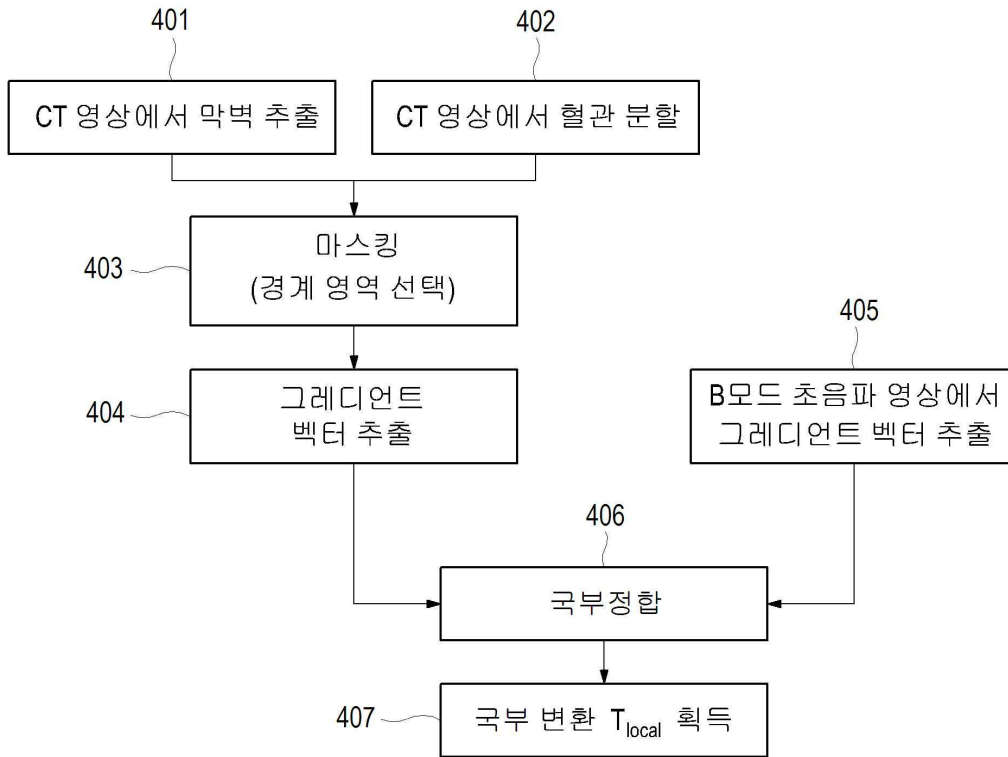 401
402
CT 영상에서 막벽 추출
CT 영상에서 혈관 분할
마스킹
(경계 영역 선택)
403
405
그레디언트
벡터 추출
404
B모드 초음파 영상에서
그레디언트 벡터 추출
406
국부정합
국부 변환 Tlocal 획득
407